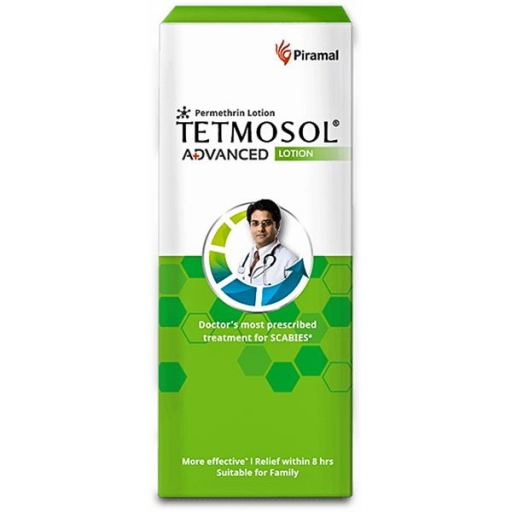 Piramal
Permethrin Lotion
TETMOSOL®
ADVANCED LOTION
Doctor's most prescribed
treatment for SCABIES#
More effective* | Relief within 8 hrs
Suitable for Family